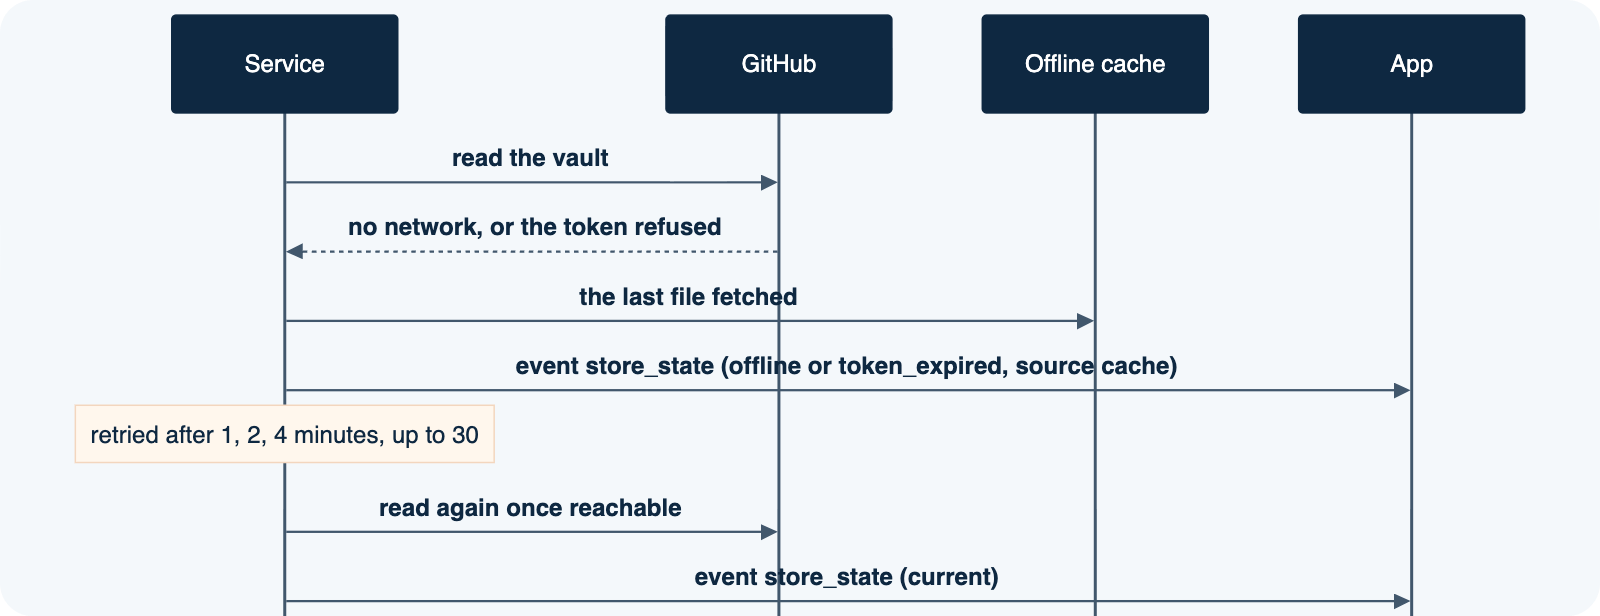 Service
GitHub
Offline cache
App
read the vault
no network, or the token refused
the last file fetched
event store_state (offline or token_expired, source cache)
retried after 1, 2, 4 minutes, up to 30
read again once reachable
event store_state (current)